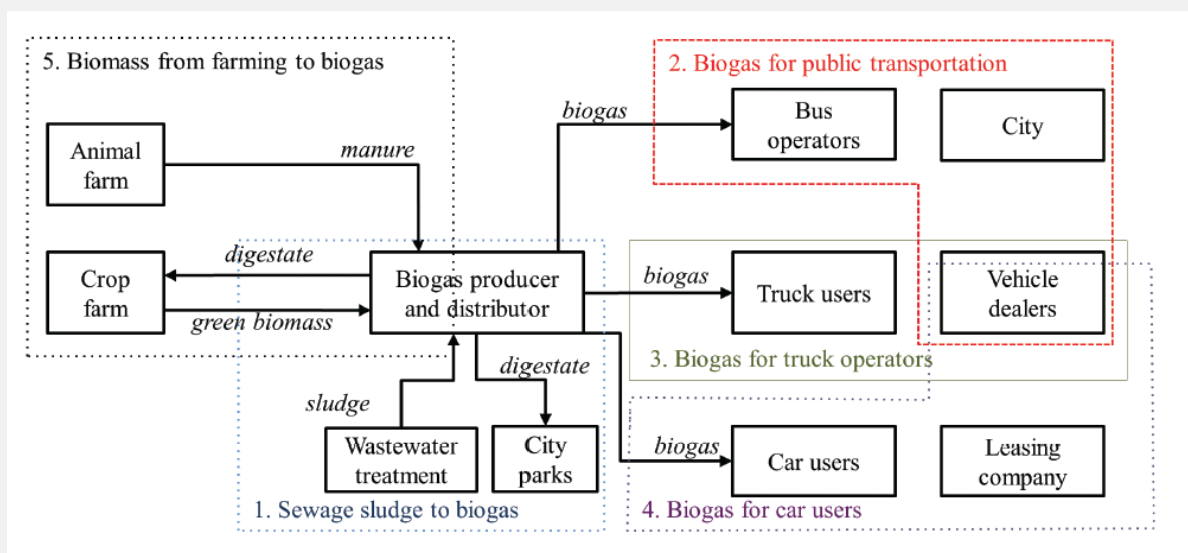 5. Biomass from farming to biogas
2. Biogas for public transportation
biogas
Bus
operators
City
Animal
farm
manure
digestate
Crop
farm
green biomass
Biogas producer
and distributor
biogas
Truck users
Vehicle
dealers
3. Biogas for truck operators
digestate
sludge
Wastewater
treatment
City
parks
biogas
Car users
Leasing
company
1. Sewage sludge to biogas
4. Biogas for car users